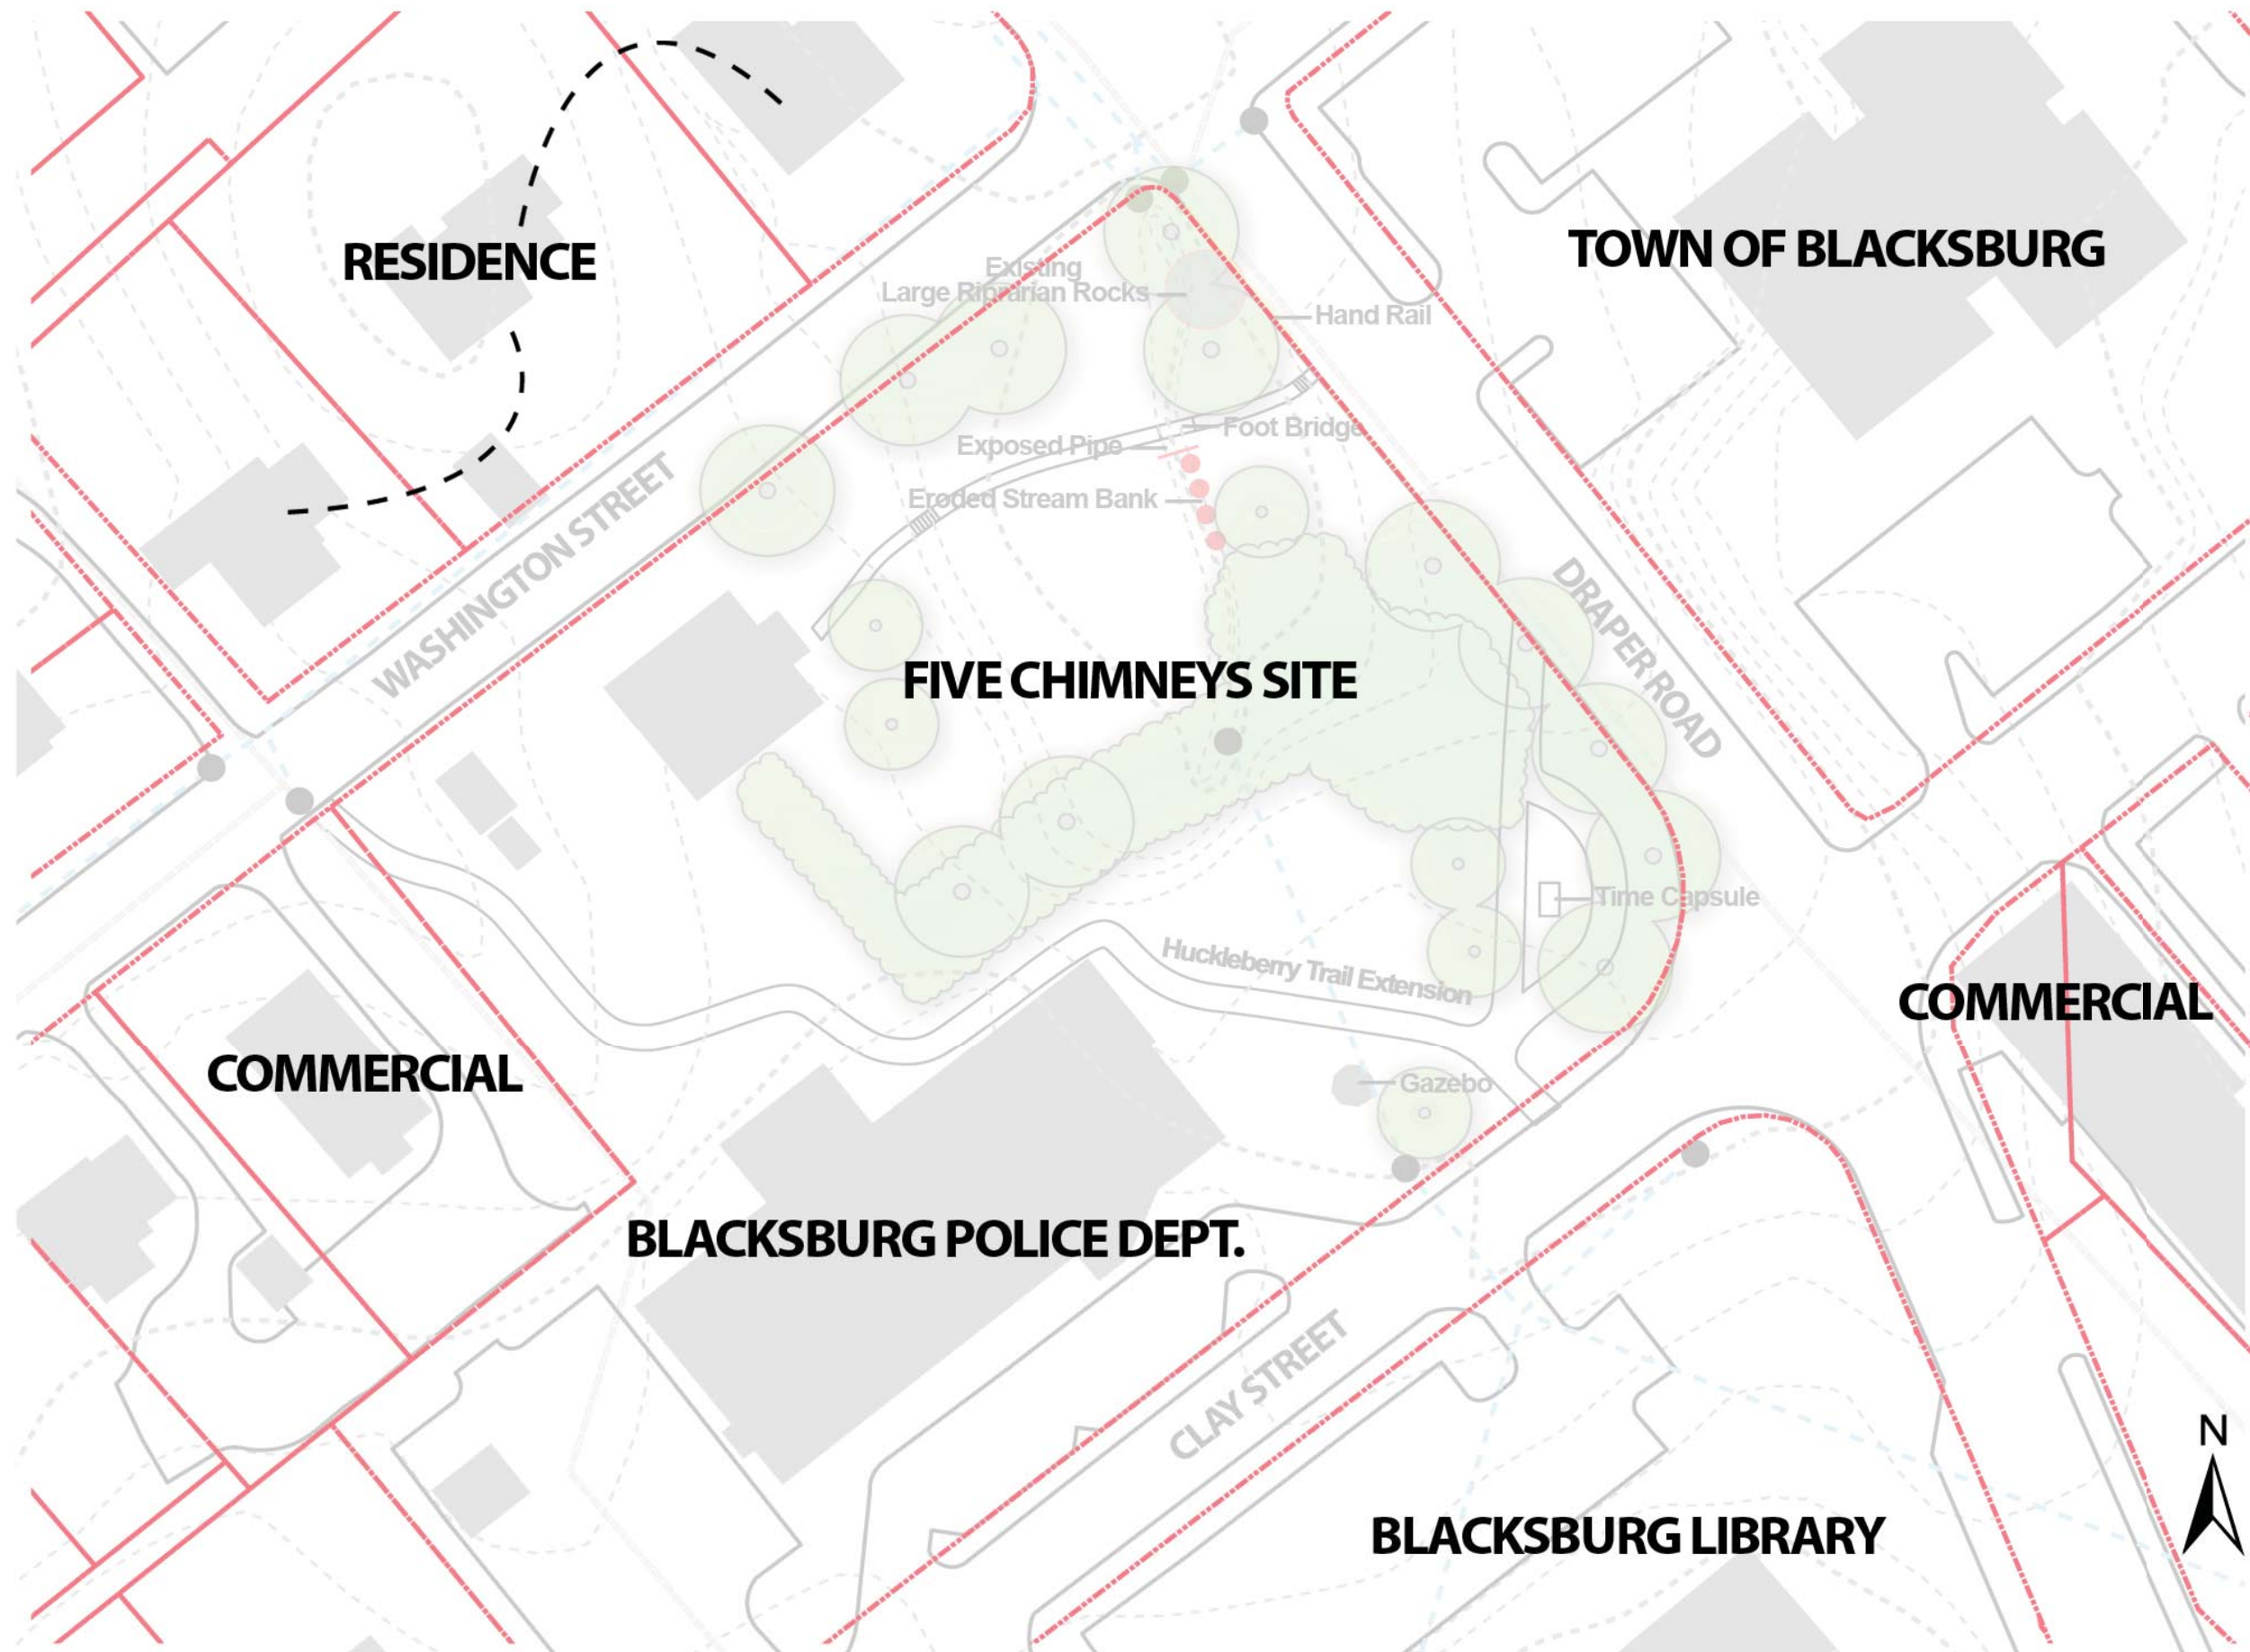 RESIDENCE
TOWN OF BLACKSBURG
Existing
Large Riprarian Rocks
Hand Rail
Foot Bridge
Exposed Pipe
Eroded Stream Bank
WASHINGTON STREET
DRAPER ROAD
FIVE CHIMNEYS SITE
Time Capsule
Huckleberry Trail Extension
COMMERCIAL
COMMERCIAL
Gazebo
BLACKSBURG POLICE DEPT.
CLAY STREET
N
BLACKSBURG LIBRARY